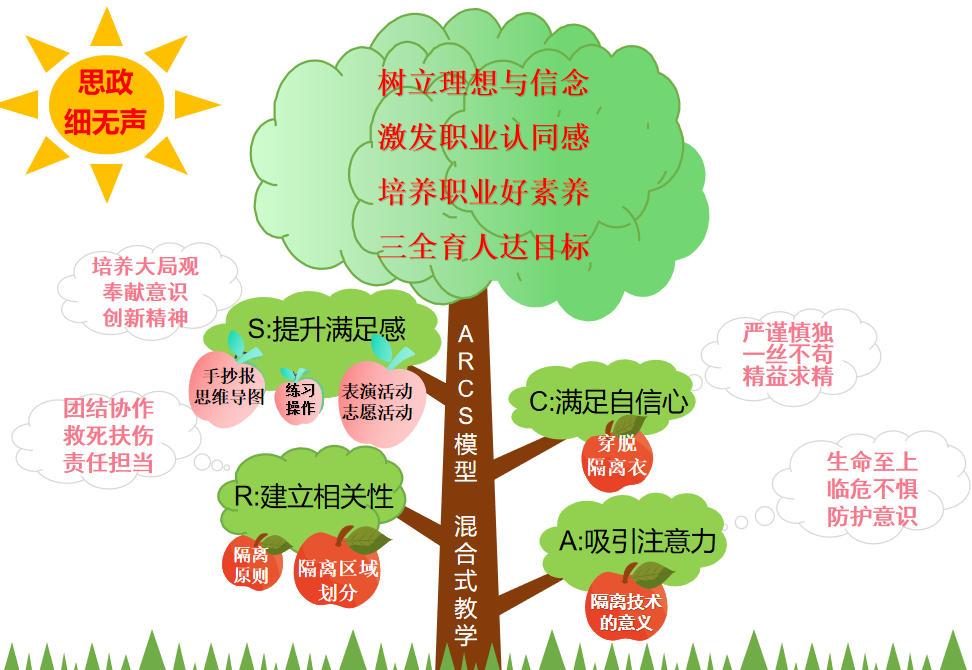 思政
细无声
树立理想与信念
激发职业认同感
培养职业好素养
三全育人达目标
培养大局观
奉献意识
创新精神
S:提升满足感
手抄报
思维导图
练习
操作
表演活动
志愿活动
团结协作
救死扶伤
责任担当
R:建立相关性
隔离
原则
隔离区域
划分
ARCS模型 混合式教学
严谨慎独
一丝不苟
精益求精
C:满足自信心
穿脱
隔离衣
生命至上
临危不惧
防护意识
A:吸引注意力
隔离技术
的意义